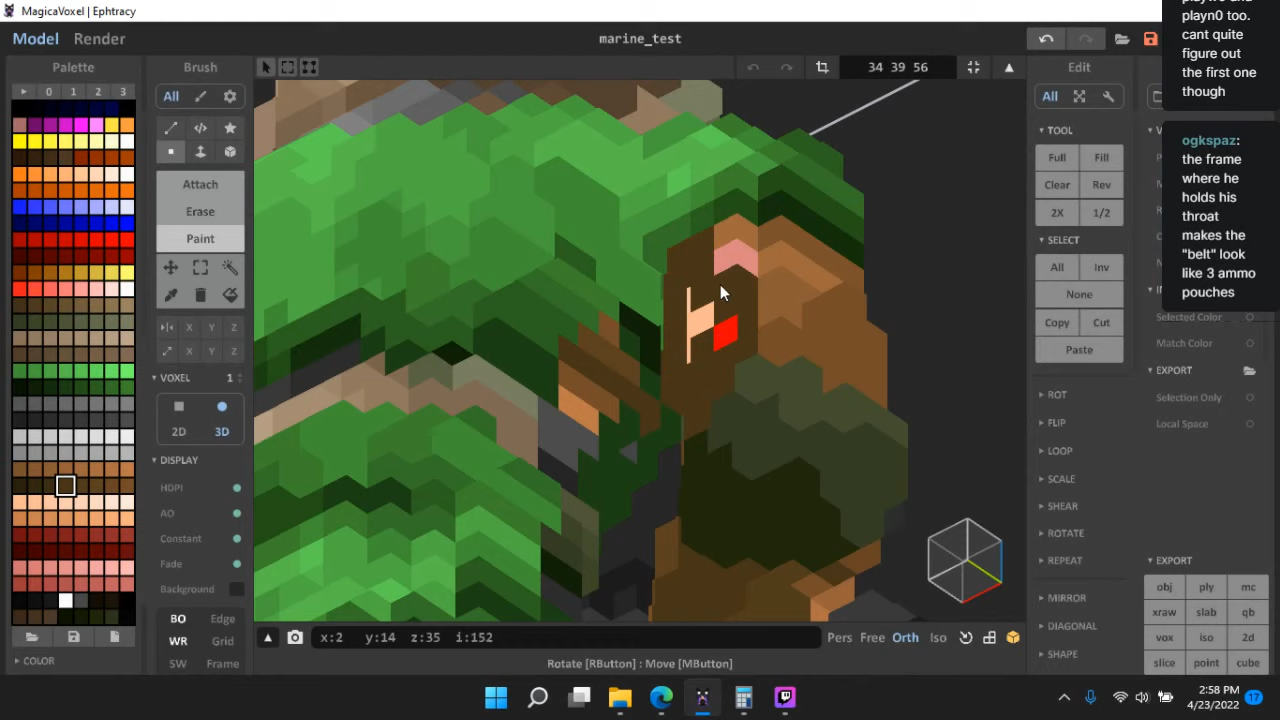 MagicaVoxel | Ephtracy
Model Render
marine_test
playn0 too.
cant quite
figure out
the first one
though
ogkspaz:
the frame
where he
holds his
throat
makes the
"belt" look
like 3 ammo
pouches
Palette
0 1 2 3
COLOR
Brush
All
Attach
Erase
Paint
X Y Z
X Y Z
VOXEL 1
2D 3D
DISPLAY
HDPI
AO
Constant
Fade
Background
BO Edge
WR Grid
SW Frame
34 39 56
x:2 y:14 z:35 i:152
Pers Free Orth Iso
Rotate [RButton] : Move [MButton]
Edit
All
TOOL
Full Fill
Clear Rev
2X 1/2
SELECT
All Inv
None
Copy Cut
Paste
ROT
FLIP
LOOP
SCALE
SHEAR
ROTATE
REPEAT
MIRROR
DIAGONAL
SHAPE
Selected Color
Match Color
EXPORT
Selection Only
Local Space
EXPORT
obj ply mc
xraw slab qb
vox iso 2d
slice point cube
2:58 PM
4/23/2022
17